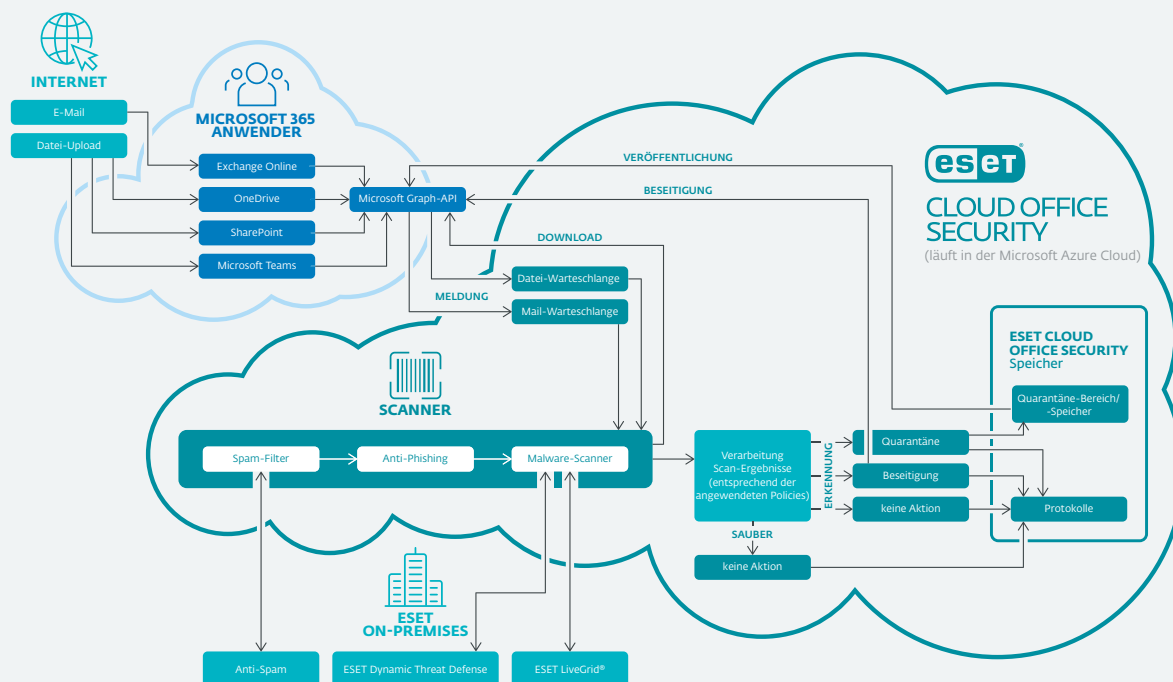 INTERNET
E-Mail
Datei-Upload
MICROSOFT 365
ANWENDER
Exchange Online
OneDrive
SharePoint
Microsoft Teams
Microsoft Graph-API
VERÖFFENTLICHUNG
BESEITIGUNG
DOWNLOAD
MELDUNG
Datei-Warteschlange
Mail-Warteschlange
eset®
CLOUD OFFICE
SECURITY
(läuft in der Microsoft Azure Cloud)
SCANNER
Spam-Filter
Anti-Phishing
Malware-Scanner
Verarbeitung
Scan-Ergebnisse
(entsprechend der
angewendeten Policies)
ERKENNUNG
Quarantäne
Beseitigung
keine Aktion
SAUBER
keine Aktion
ESET CLOUD
OFFICE SECURITY
Speicher
Quarantäne-Bereich/
-Speicher
Protokolle
ESET
ON-PREMISES
Anti-Spam
ESET Dynamic Threat Defense
ESET LiveGrid®